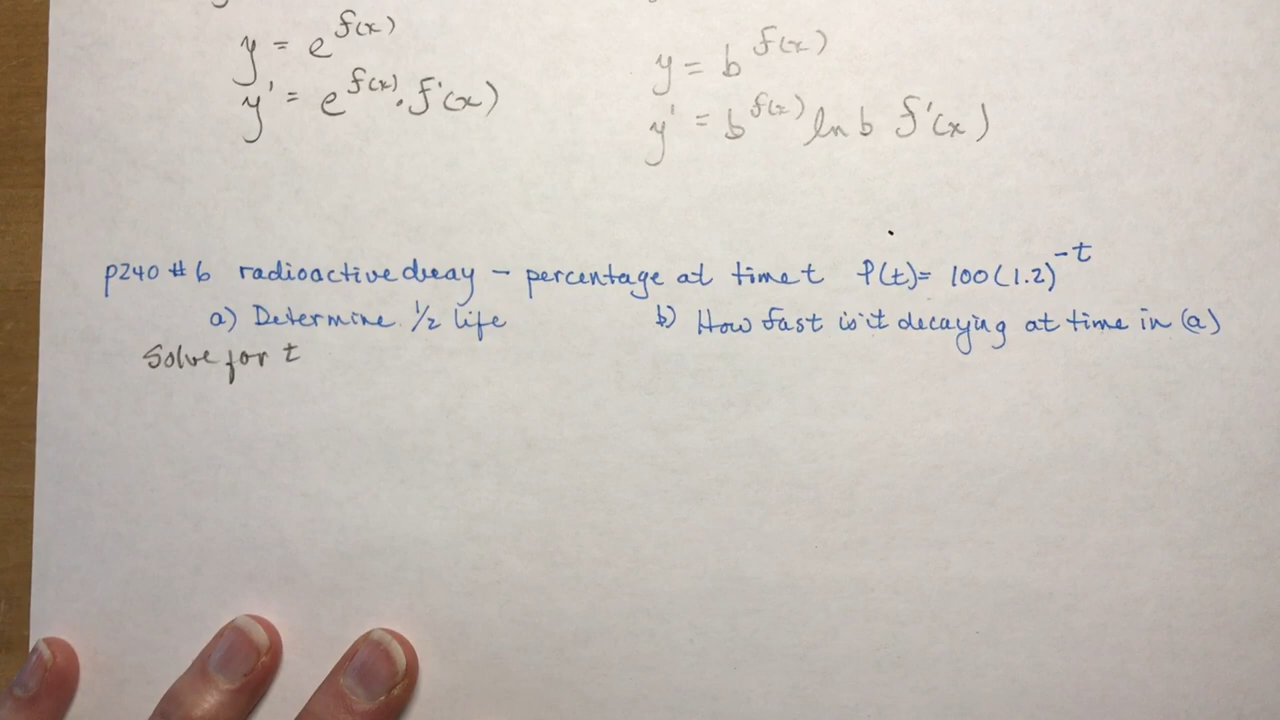 y = e^f(x)
y' = e^f(x) · f'(x)
y = b^f(x)
y' = b^f(x) ln b f'(x)
p240 #6 radioactive decay - percentage at time t P(t) = 100(1.2)^-t
a) Determine 1/2 life
b) How fast is it decaying at time in (a)
Solve for t